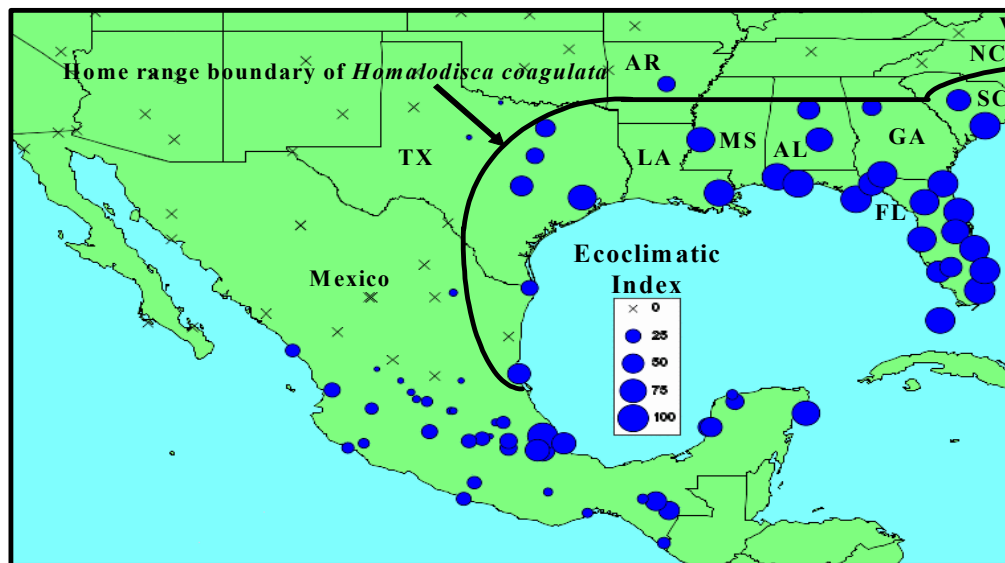 NC
AR
Home range boundary of Homalodisca coagulata
SC
TX
LA
MS
AL
GA
FL
Mexico
Ecoclimatic
Index
0
25
50
75
100